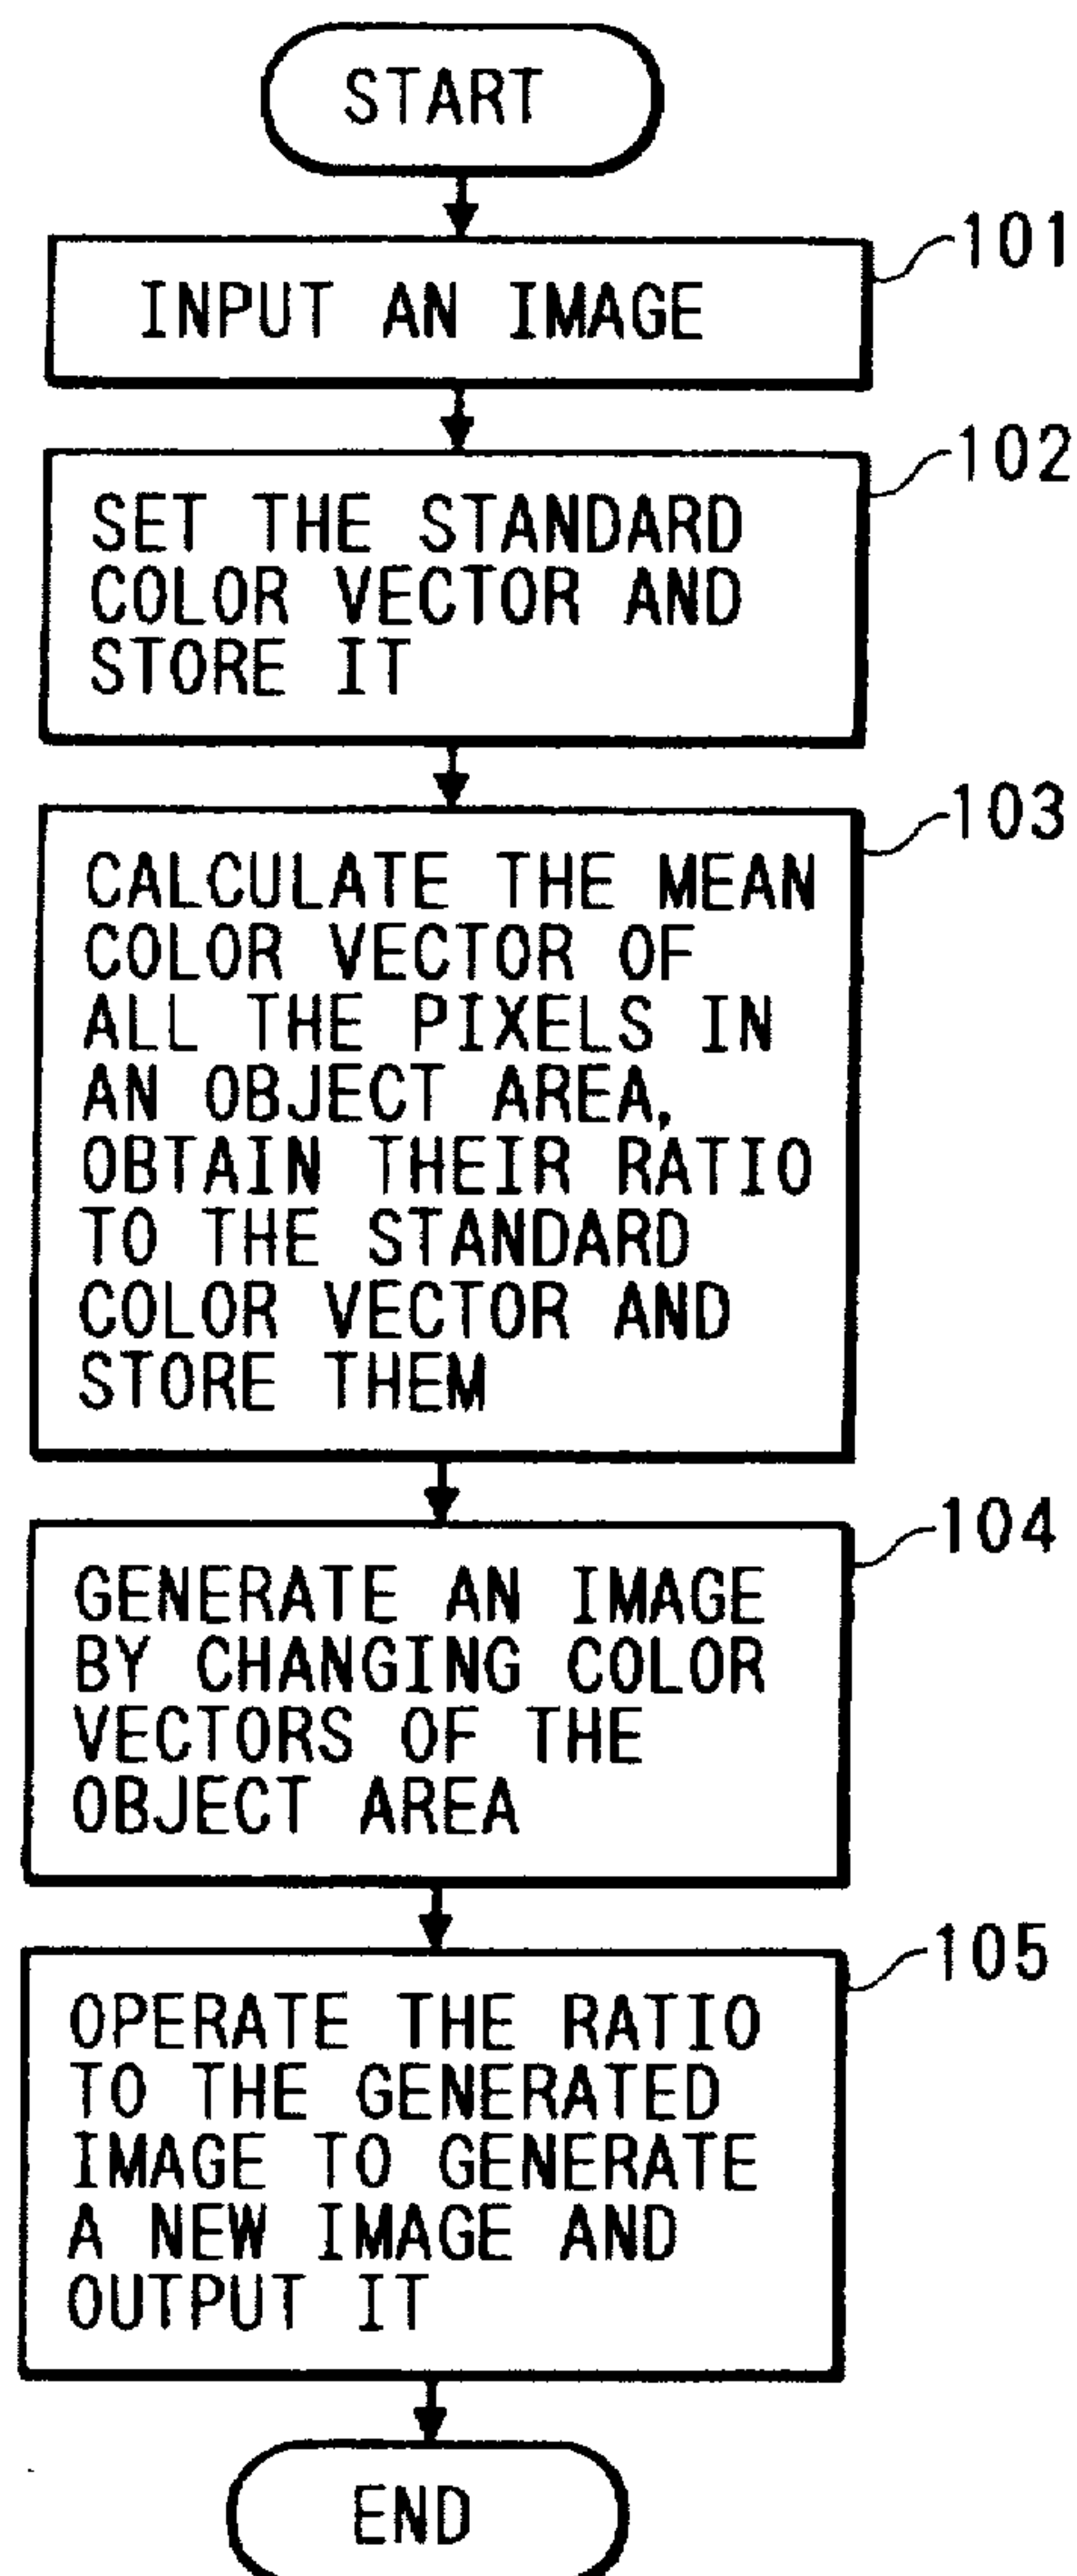 START
101
INPUT AN IMAGE
102
SET THE STANDARD
COLOR VECTOR AND
STORE IT
103
CALCULATE THE MEAN
COLOR VECTOR OF
ALL THE PIXELS IN
AN OBJECT AREA,
OBTAIN THEIR RATIO
TO THE STANDARD
COLOR VECTOR AND
STORE THEM
104
GENERATE AN IMAGE
BY CHANGING COLOR
VECTORS OF THE
OBJECT AREA
105
OPERATE THE RATIO
TO THE GENERATED
IMAGE TO GENERATE
A NEW IMAGE AND
OUTPUT IT
END